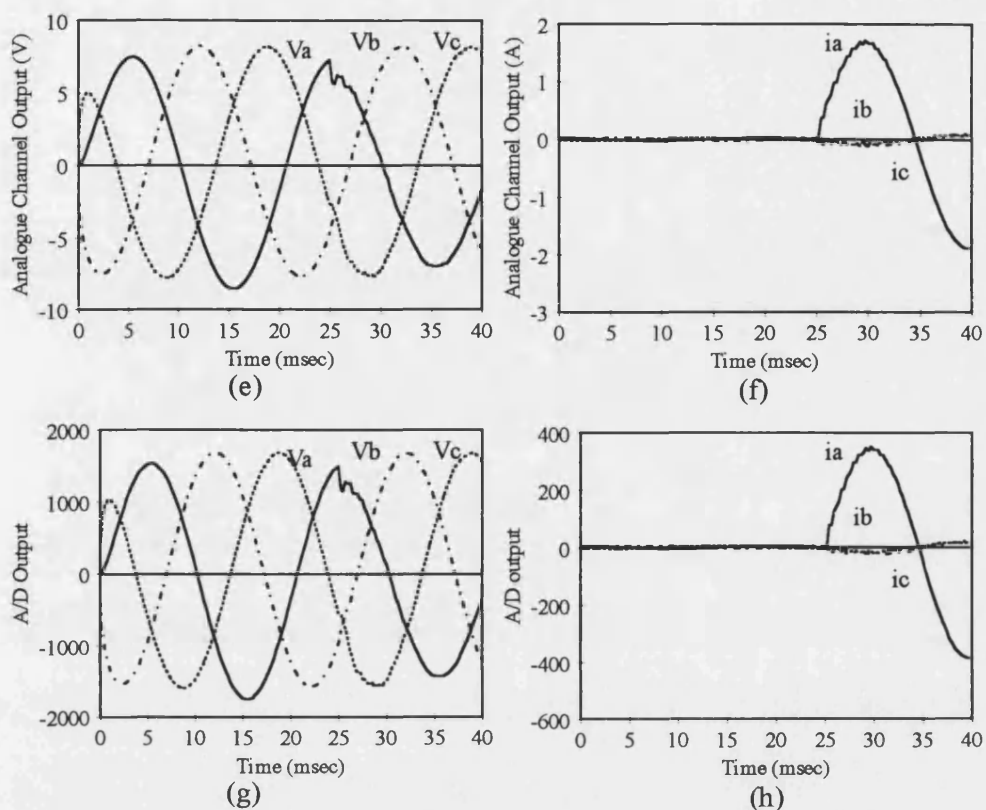 Analogue Channel Output (V)
10
5
0
-5
-10
Va
Vb
Vc
0 5 10 15 20 25 30 35 40
Time (msec)
(e)
Analogue Channel Output (A)
2
1
0
-1
-2
-3
ia
ib
ic
0 5 10 15 20 25 30 35 40
Time (msec)
(f)
A/D Output
2000
1000
0
-1000
-2000
Va
Vb
Vc
0 5 10 15 20 25 30 35 40
Time (msec)
(g)
A/D output
400
200
0
-200
-400
-600
ia
ib
ic
0 5 10 15 20 25 30 35 40
Time (msec)
(h)